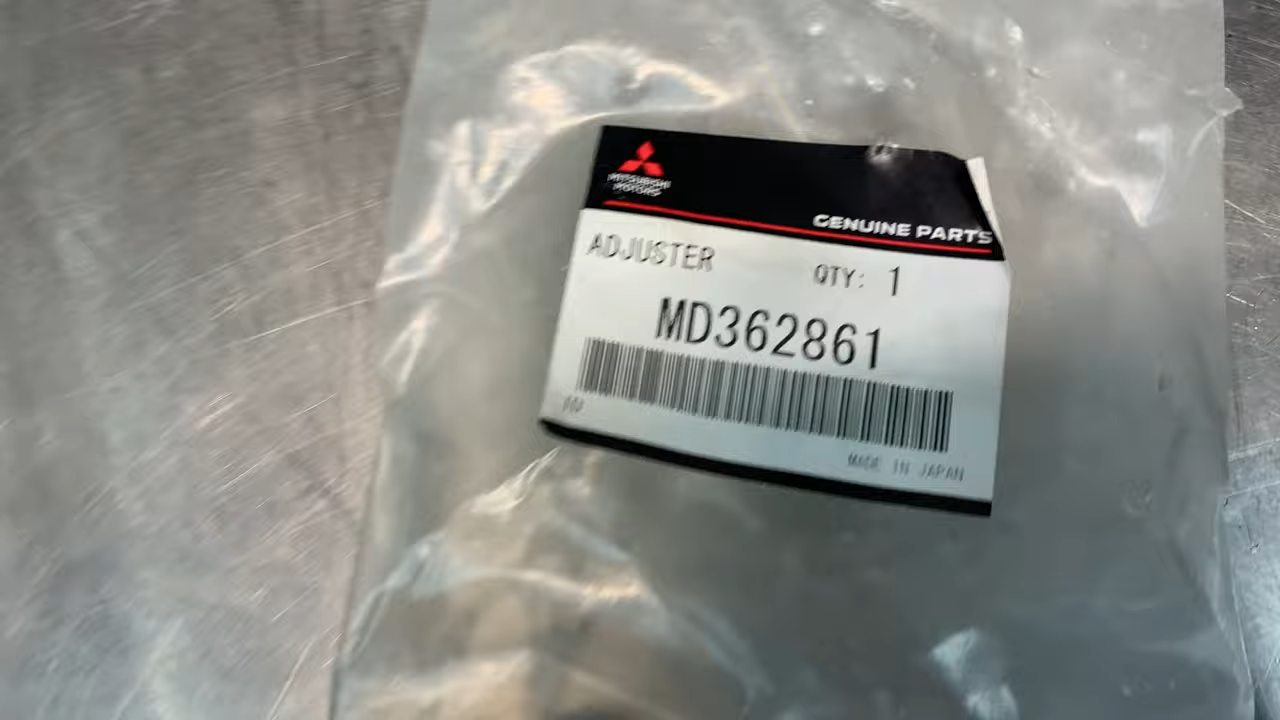 MITSUBISHI
MOTORS
GENUINE PARTS
ADJUSTER
QTY: 1
MD362861
MADE IN JAPAN